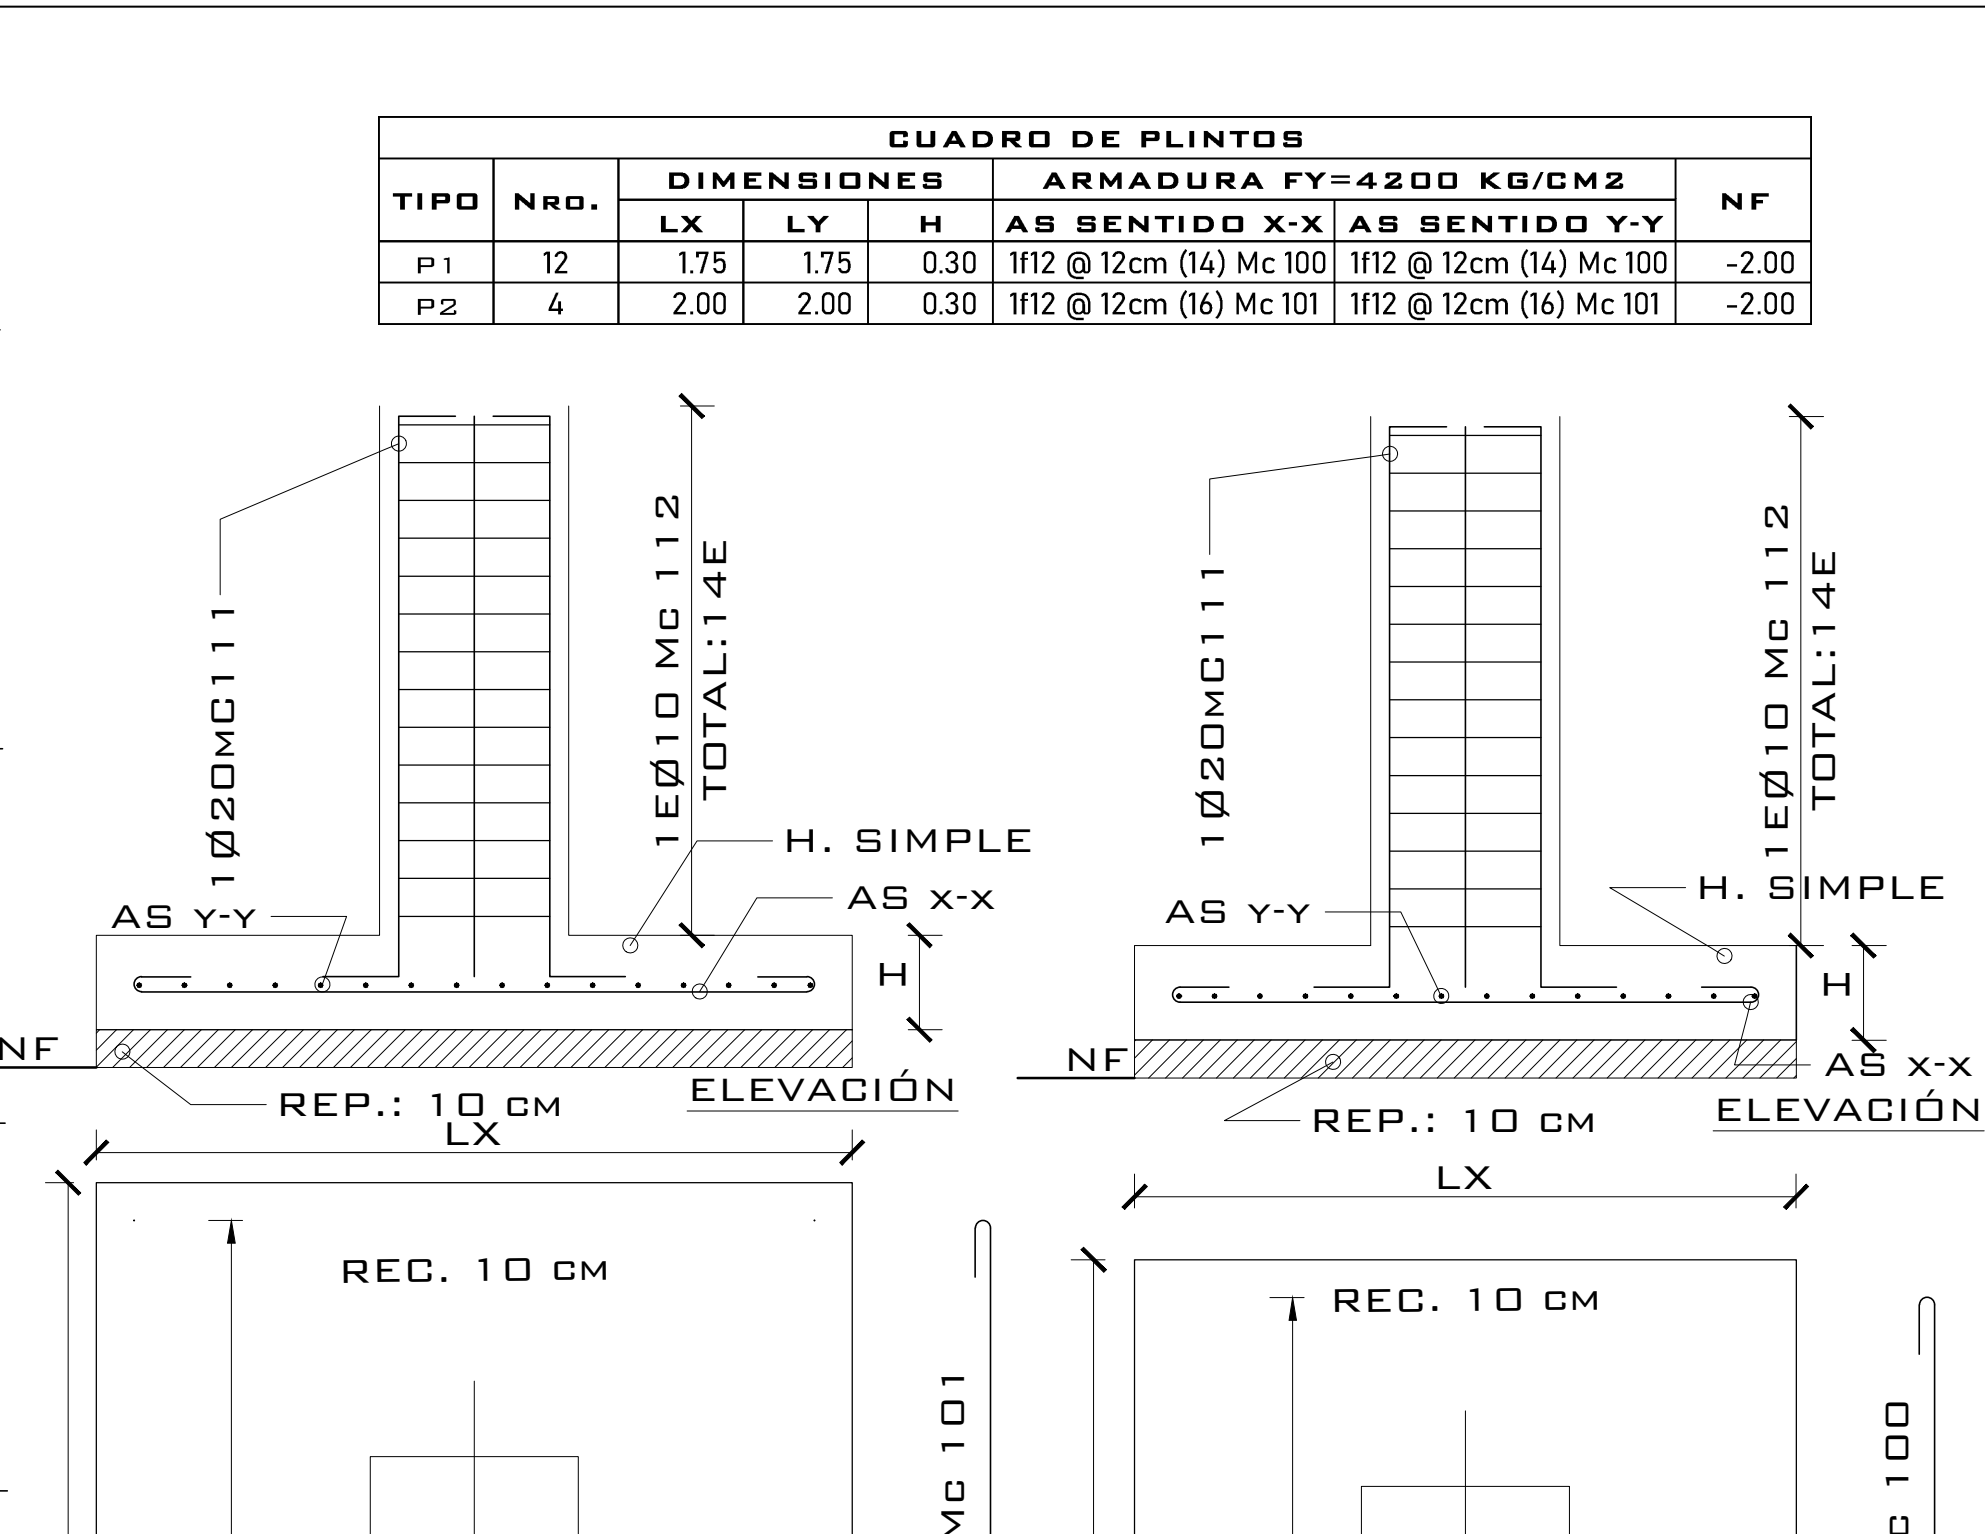 CUADRO DE PLINTOS
TIPO Nro. DIMENSIONES ARMADURA FY=4200 KG/CM2 NF
LX LY H AS SENTIDO X-X AS SENTIDO Y-Y
P1 12 1.75 1.75 0.30 1f12 @ 12cm (14) Mc 100 1f12 @ 12cm (14) Mc 100 -2.00
P2 4 2.00 2.00 0.30 1f12 @ 12cm (16) Mc 101 1f12 @ 12cm (16) Mc 101 -2.00
1Ø20MC111
1EØ10 Mc 112
TOTAL:14E
H. SIMPLE
AS X-X
AS Y-Y
H
NF
REP.: 10 CM
ELEVACIÓN
LX
REC. 10 CM
Mc 101
1Ø20MC111
1EØ10 Mc 112
TOTAL:14E
H. SIMPLE
AS Y-Y
H
NF
AS X-X
REP.: 10 CM
ELEVACIÓN
LX
REC. 10 CM
c 100